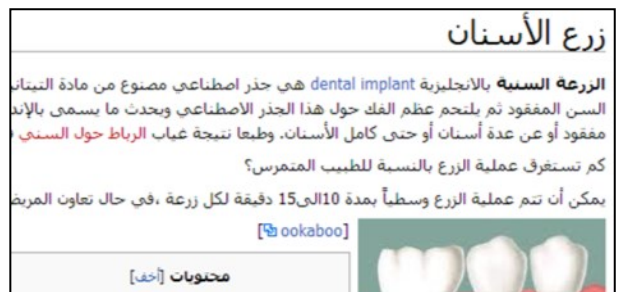 زرع الأسنان
الزرعة السنية بالانجليزية dental implant هي جذر اصطناعي مصنوع من مادة
السن المفقود ثم يلتحم عظم الفك حول هذا الجذر الاصطناعي ويحدث ما يسمى
مفقود أو عن عدة أسنان أو حتى كامل الأسنان. وطبعا نتيجة غياب الرباط حول السني
كم تستغرق عملية الزرع بالنسبة للطبيب المتمرس؟
يمكن أن تتم عملية الزرع وسطياً بمدة 10الى15 دقيقة لكل زرعة ،في حال تعاون
[ookaboo]
محتويات [أخف]